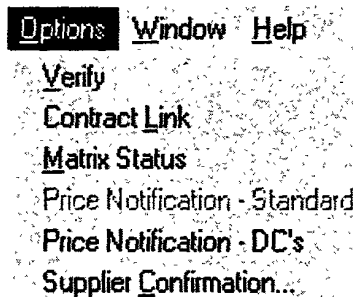 Options Window Help
Verify
Contract Link
Matrix Status
Price Notification - Standard
Price Notification - DC's
Supplier Confirmation...